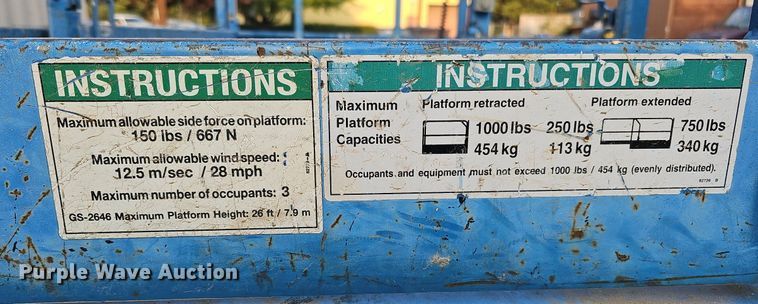 INSTRUCTIONS
Maximum allowable side force on platform:
150 lbs / 667 N
Maximum allowable wind speed:
12.5 m/sec / 28 mph
Maximum number of occupants: 3
GS-2646 Maximum Platform Height: 26 ft / 7.9 m
INSTRUCTIONS
Maximum Platform retracted Platform extended
Platform 1000 lbs 250 lbs 750 lbs
Capacities 454 kg 113 kg 340 kg
Occupants and equipment must not exceed 1000 lbs / 454 kg (evenly distributed).
82736 B
Purple Wave Auction